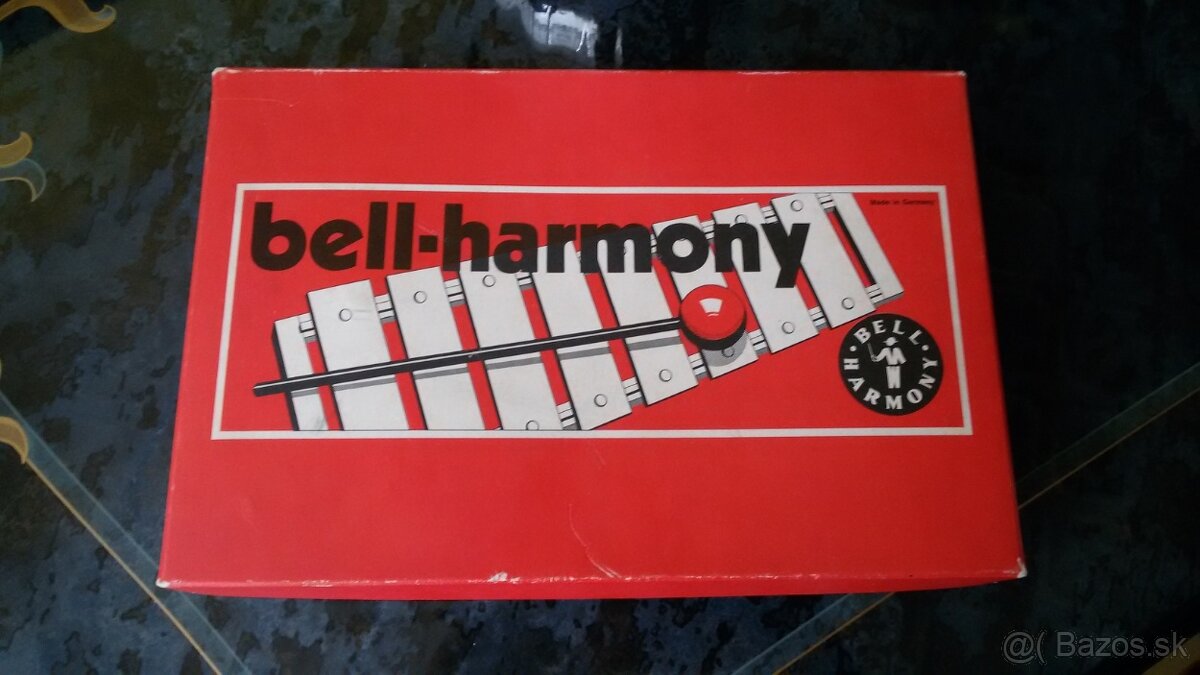 bell-harmony
Made in Germany
BELL
HARMONY
@( Bazos.sk